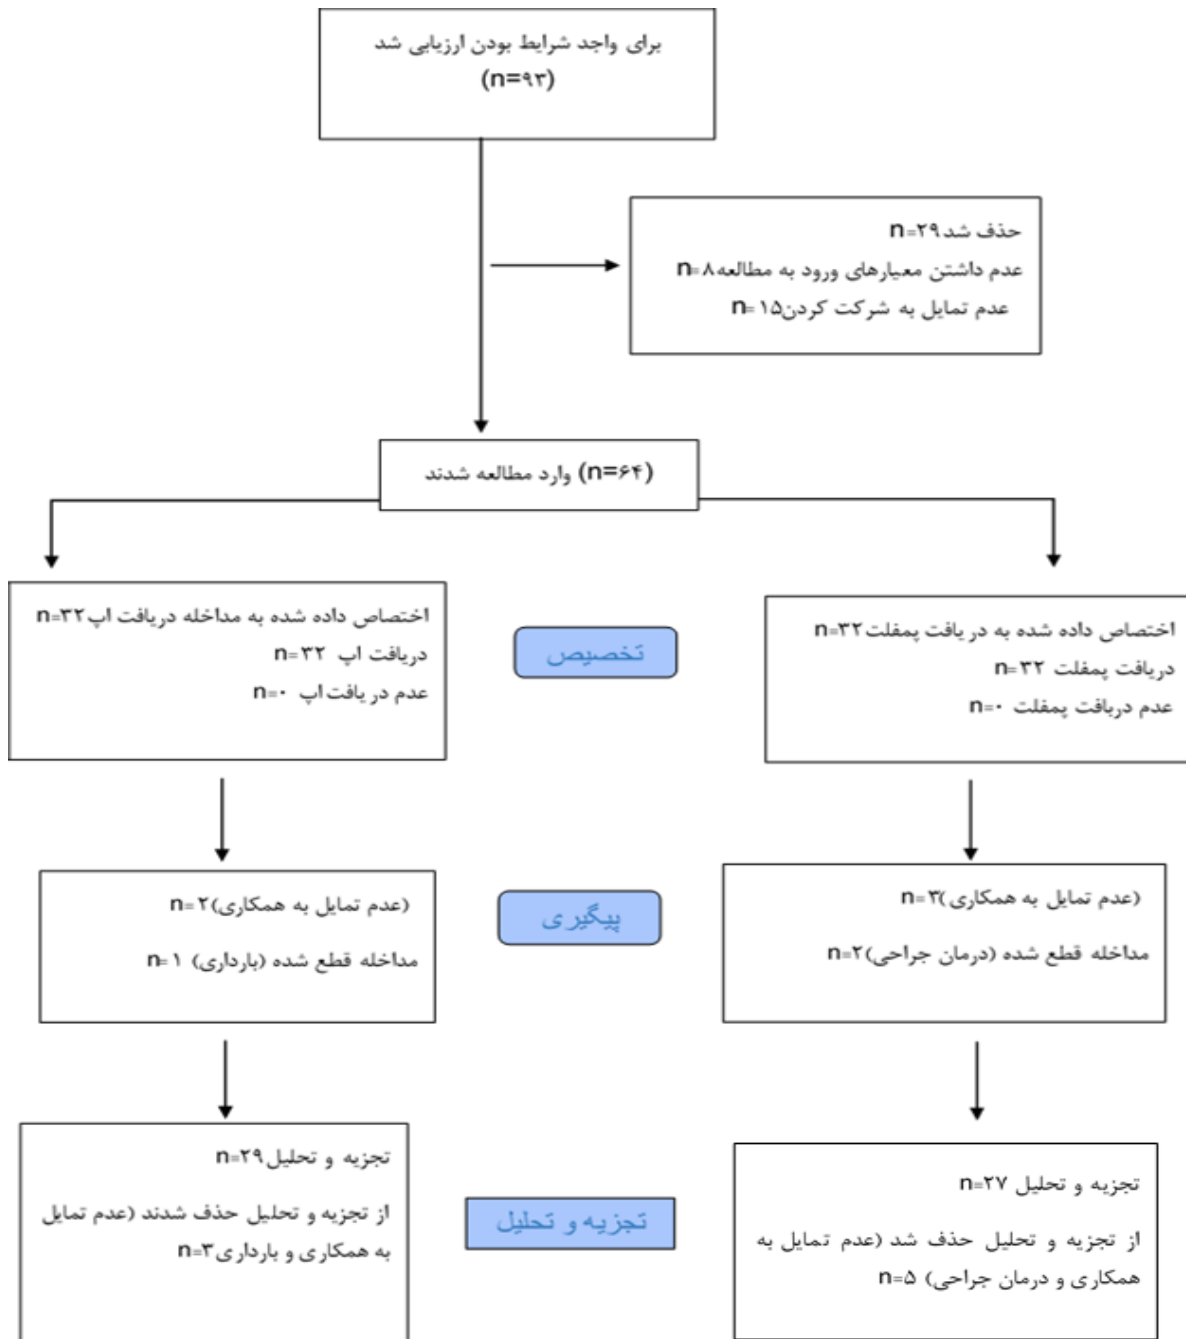 برای واجد شرایط بودن ارزیابی شد
(n=۹۳)
حذف شد n=۲۹
عدم داشتن معیارهای ورود به مطالعه n=۸
عدم تمایل به شرکت کردن n=۱۵
(n=۶۴) وارد مطالعه شدند
اختصاص داده شده به دریافت پمفلت n=۳۲
دریافت پمفلت n=۳۲
عدم دریافت پمفلت n=۰
تخصیص
اختصاص داده شده به مداخله دریافت اپ n=۳۲
دریافت اپ n=۳۲
عدم دریافت اپ n=۰
(عدم تمایل به همکاری) n=۳
مداخله قطع شده (درمان جراحی) n=۲
پیگیری
(عدم تمایل به همکاری) n=۲
مداخله قطع شده (بارداری) n=۱
تجزیه و تحلیل n=۲۷
از تجزیه و تحلیل حذف شد (عدم تمایل به
همکاری و درمان جراحی) n=۵
تجزیه و تحلیل
تجزیه و تحلیل n=۲۹
از تجزیه و تحلیل حذف شدند (عدم تمایل
به همکاری و بارداری n=۳